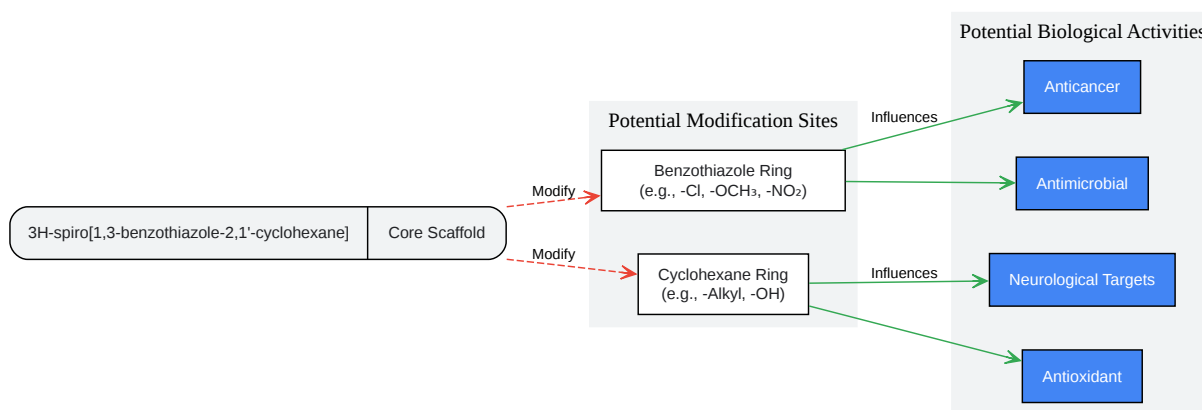 Potential Biological Activities
Anticancer
Influences
Potential Modification Sites
Benzothiazole Ring
(e.g., -Cl, -OCH₃, -NO₂)
Modify
Antimicrobial
3H-spiro[1,3-benzothiazole-2,1'-cyclohexane]
Core Scaffold
Modify
Cyclohexane Ring
(e.g., -Alkyl, -OH)
Influences
Neurological Targets
Antioxidant